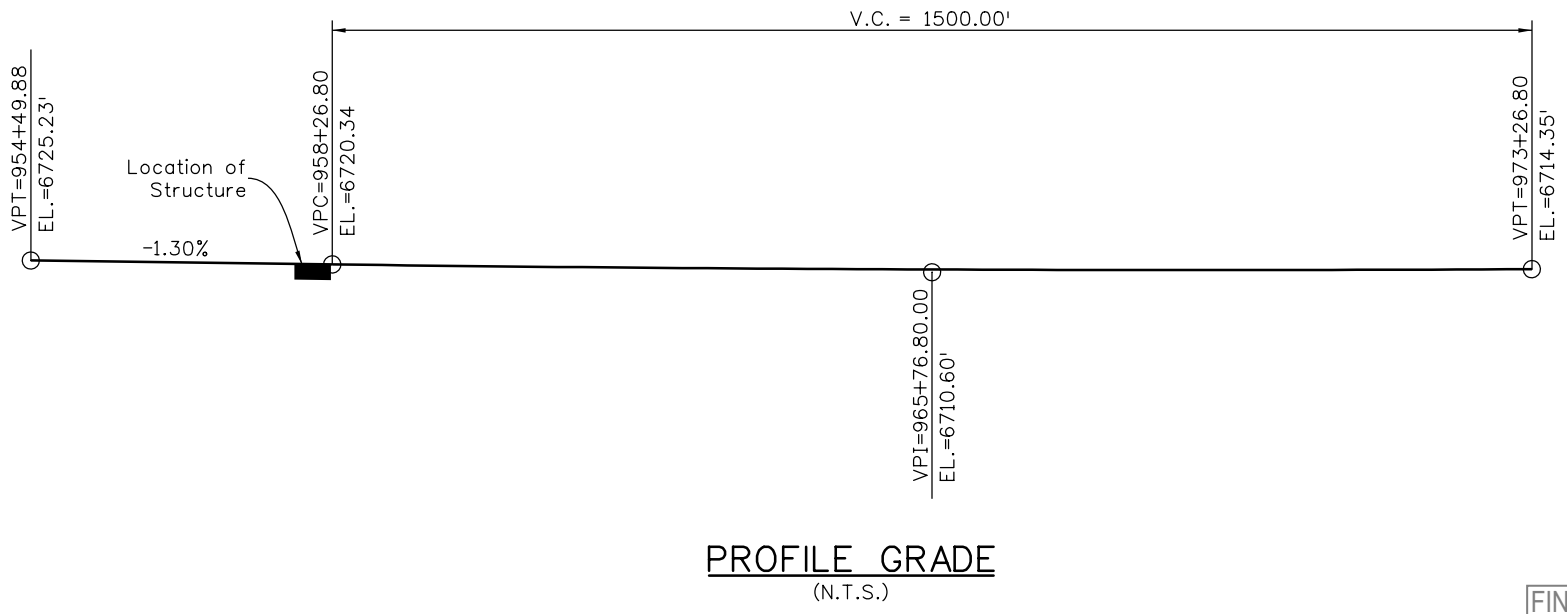 V.C. = 1500.00'
VPT=954+49.88
EL.=6725.23'
Location of
Structure
VPC=958+26.80
EL.=6720.34
VPT=973+26.80
EL.=6714.35'
-1.30%
VPI=965+76.80.00
EL.=6710.60'
PROFILE GRADE
(N.T.S.)
FIN